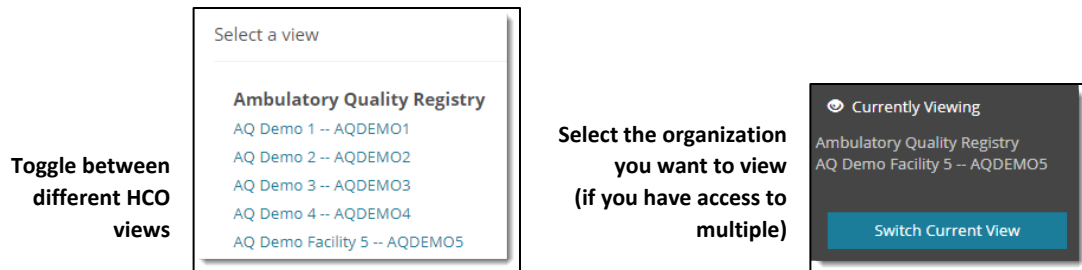 Toggle between
different HCO
views
Select a view
Ambulatory Quality Registry
AQ Demo 1 -- AQDEMO1
AQ Demo 2 -- AQDEMO2
AQ Demo 3 -- AQDEMO3
AQ Demo 4 -- AQDEMO4
AQ Demo Facility 5 -- AQDEMO5
Select the organization
you want to view
(if you have access to
multiple)
Currently Viewing
Ambulatory Quality Registry
AQ Demo Facility 5 -- AQDEMO5
Switch Current View